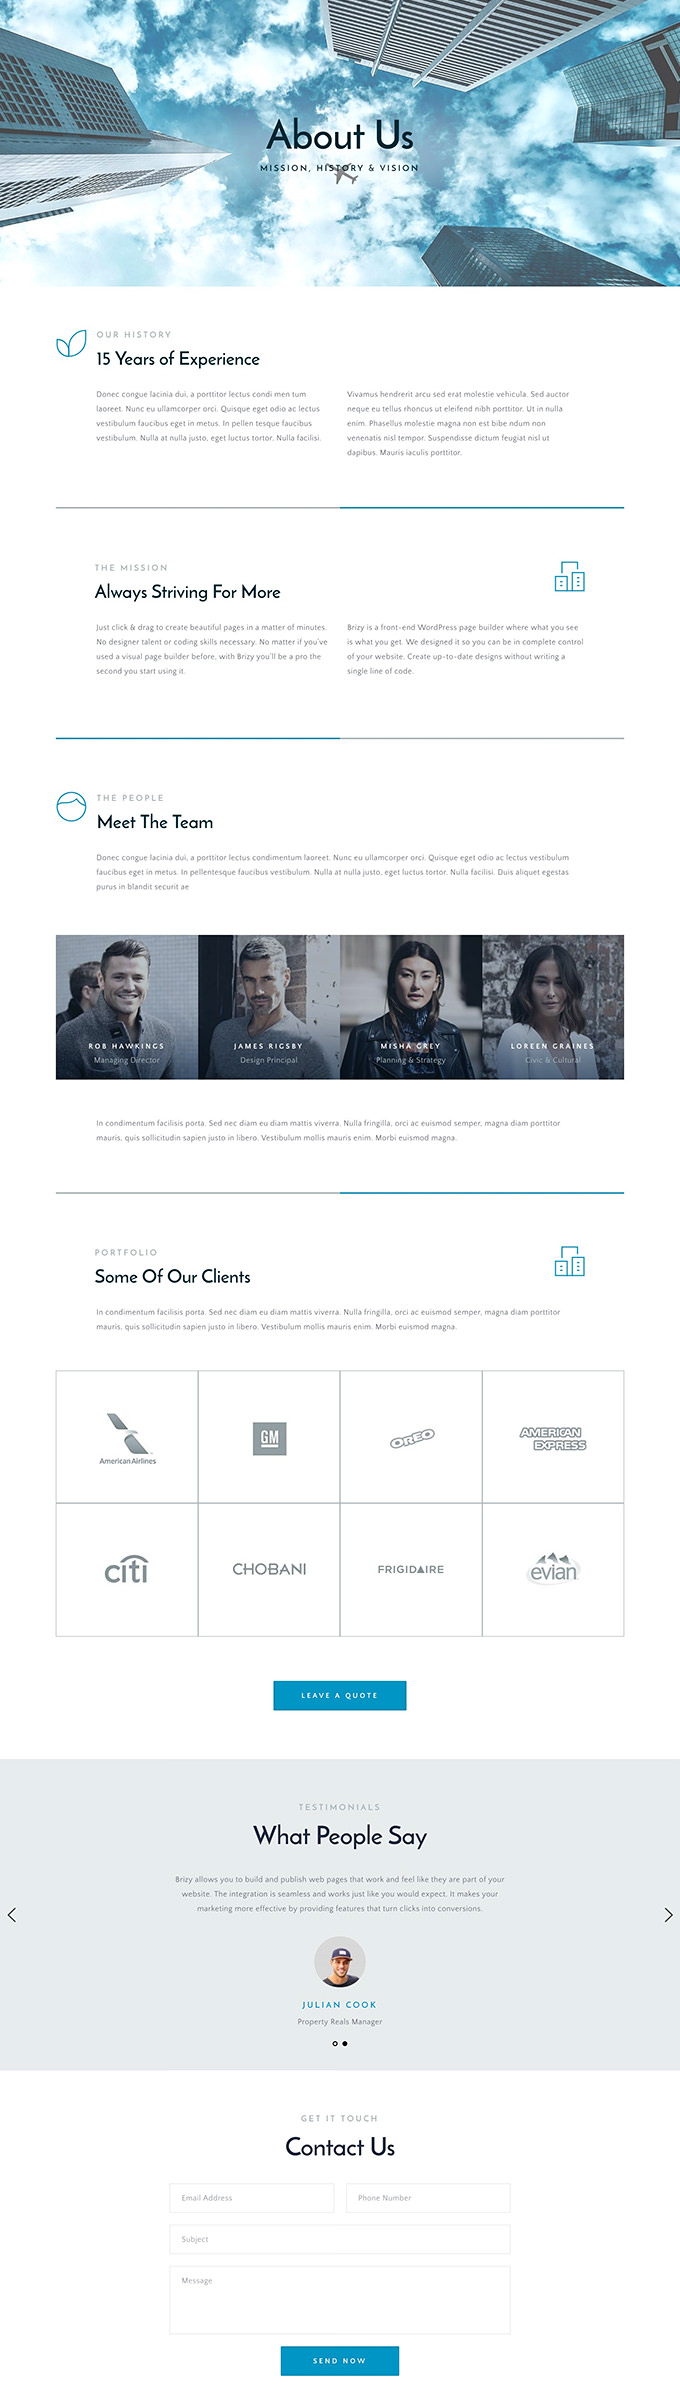 About Us
MISSION, HISTORY & VISION
OUR HISTORY
15 Years of Experience
Donec congue lacinia dui, a porttitor lectus condi men tum
laoreet. Nunc eu ullamcorper orci. Quisque eget odio ac lectus
vestibulum faucibus eget in metus. In pellen tesque faucibus
vestibulum. Nulla at nulla justo, eget luctus tortor. Nulla facilisi.
Vivamus hendrerit arcu sed erat molestie vehicula. Sed auctor
neque eu tellus rhoncus ut eleifend nibh porttitor. Ut in nulla
enim. Phasellus molestie magna non est bibe ndum non
venenatis nisl tempor. Suspendisse dictum feugiat nisl ut
dapibus. Mauris iaculis porttitor.
THE MISSION
Always Striving For More
Just click & drag to create beautiful pages in a matter of minutes.
No designer talent or coding skills necessary. No matter if you've
used a visual page builder before, with Brizy you'll be a pro the
second you start using it.
Brizy is a front-end WordPress page builder where what you see
is what you get. We designed it so you can be in complete control
of your website. Create up-to-date designs without writing a
single line of code.
THE PEOPLE
Meet The Team
Donec congue lacinia dui, a porttitor lectus condimentum laoreet. Nunc eu ullamcorper orci. Quisque eget odio ac lectus vestibulum
faucibus eget in metus. In pellentesque faucibus vestibulum. Nulla at nulla justo, eget luctus tortor. Nulla facilisi. Duis aliquet egestas
purus in blandit securit ae
ROB HAWKINGS
Managing Director
JAMES RIGSBY
Design Principal
MISHA GREY
Planning & Strategy
LOREEN GRAINES
Civic & Cultural
In condimentum facilisis porta. Sed nec diam eu diam mattis viverra. Nulla fringilla, orci ac euismod semper, magna diam porttitor
mauris, quis sollicitudin sapien justo in libero. Vestibulum mollis mauris enim. Morbi euismod magna.
PORTFOLIO
Some Of Our Clients
In condimentum facilisis porta. Sed nec diam eu diam mattis viverra. Nulla fringilla, orci ac euismod semper, magna diam porttitor
mauris, quis sollicitudin sapien justo in libero. Vestibulum mollis mauris enim. Morbi euismod magna.
American Airlines
GM
OREO
AMERICAN
EXPRESS
citi
CHOBANI
FRIGIDAIRE
evian
LEAVE A QUOTE
TESTIMONIALS
What People Say
Brizy allows you to build and publish web pages that work and feel like they are part of your
website. The integration is seamless and works just like you would expect. It makes your
marketing more effective by providing features that turn clicks into conversions.
JULIAN COOK
Property Reals Manager
GET IT TOUCH
Contact Us
Email Address
Phone Number
Subject
Message
SEND NOW